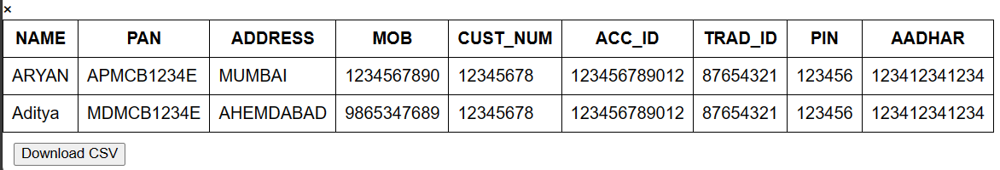 ×
NAME PAN ADDRESS MOB CUST_NUM ACC_ID TRAD_ID PIN AADHAR
ARYAN APMCB1234E MUMBAI 1234567890 12345678 123456789012 87654321 123456 123412341234
Aditya MDMCB1234E AHEMDABAD 9865347689 12345678 123456789012 87654321 123456 123412341234
Download CSV